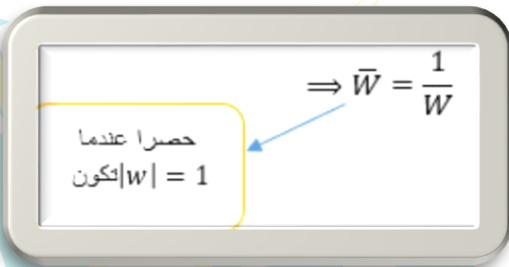 ⟹ W̅ = 1/W
حصرا عندما
تكون |w| = 1